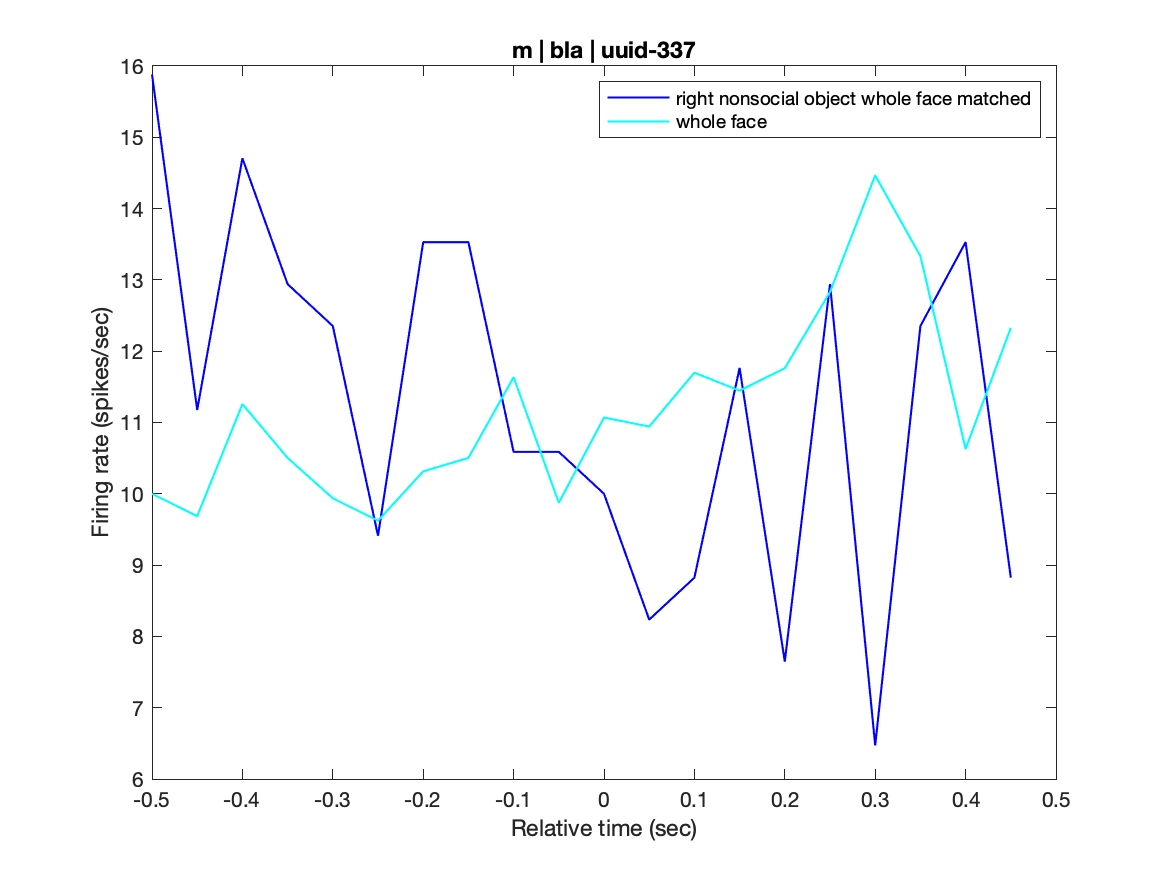 m | bla | uuid-337
right nonsocial object whole face matched
whole face
Firing rate (spikes/sec)
16
15
14
13
12
11
10
9
8
7
6
-0.5 -0.4 -0.3 -0.2 -0.1 0 0.1 0.2 0.3 0.4 0.5
Relative time (sec)